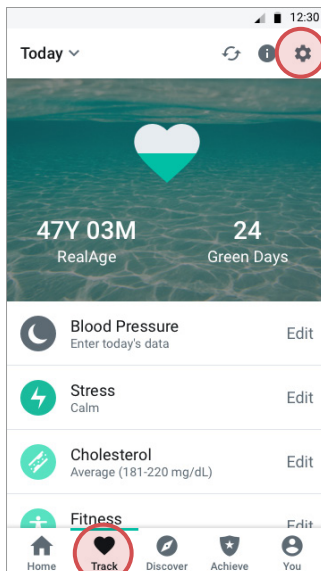 12:30
Today
47Y 03M
RealAge
24
Green Days
Blood Pressure
Enter today's data
Edit
Stress
Calm
Edit
Cholesterol
Average (181-220 mg/dL)
Edit
Fitness
Edit
Home
Track
Discover
Achieve
You